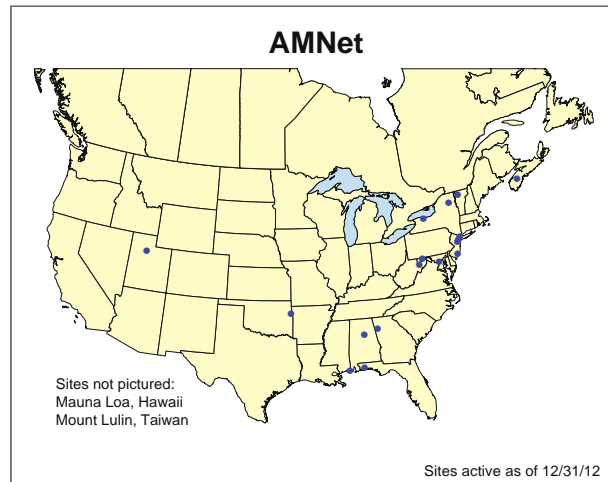 AMNet
Sites not pictured:
Mauna Loa, Hawaii
Mount Lulin, Taiwan
Sites active as of 12/31/12